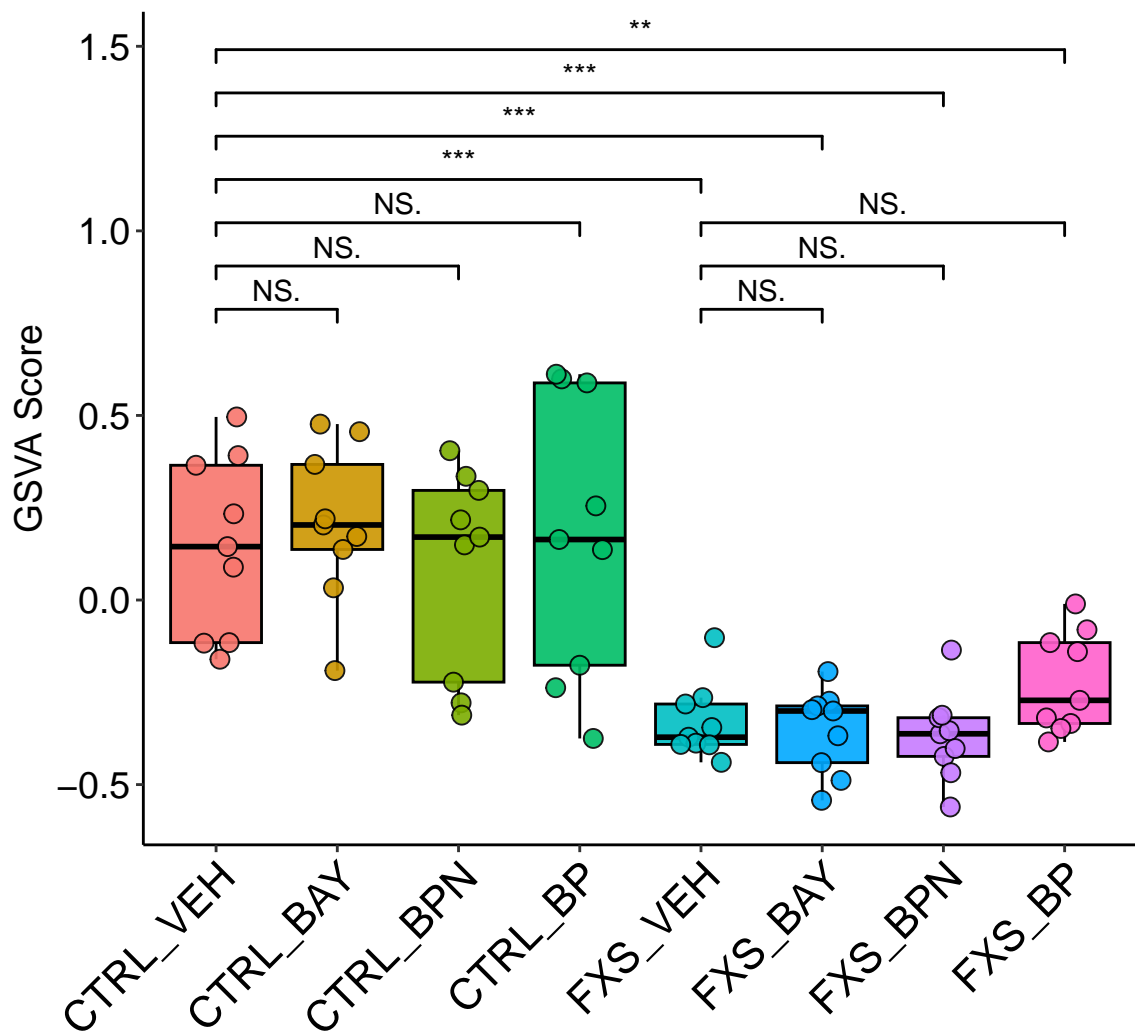 **
1.5
***
***
***
NS.
NS.
1.0
NS.
NS.
NS.
NS.
0.5
GSVA Score
0.0
−0.5
CTRL_VEH
CTRL_BAY
CTRL_BPN
CTRL_BP
FXS_VEH
FXS_BAY
FXS_BPN
FXS_BP